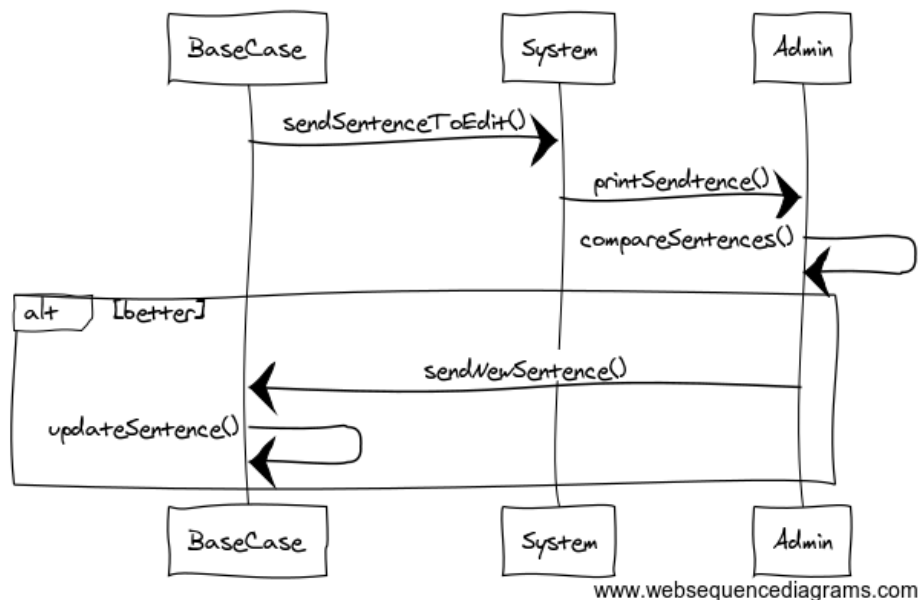 BaseCase System Admin
sendSentenceToEdit()
printSendtence()
compareSentences()
alt [better]
sendNewSentence()
updateSentence()
BaseCase System Admin
www.websequencediagrams.com